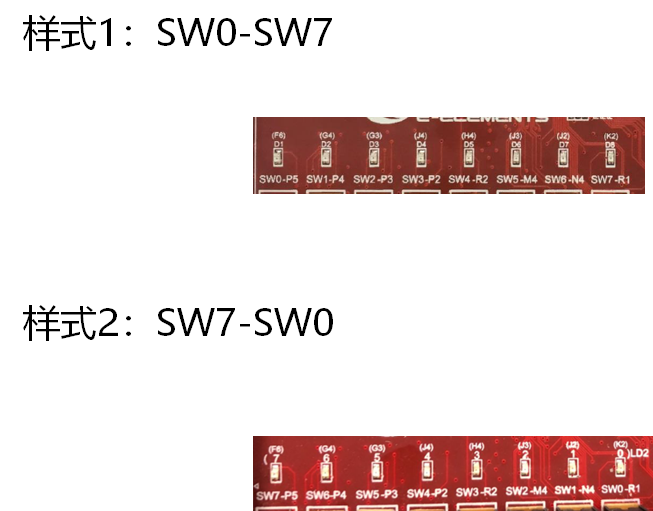 样式1：SW0-SW7
E-ELEMENTS
(F6) (G4) (G3) (J4) (H4) (J3) (J2) (K2)
D1 D2 D3 D4 D5 D6 D7 D8
SW0-P5 SW1-P4 SW2-P3 SW3-P2 SW4-R2 SW5-M4 SW6-N4 SW7-R1
样式2：SW7-SW0
(F6) (G4) (G3) (J4) (H4) (J3) (J2) (K2)
(7 6 5 4 3 2 1 0)LD2
SW7-P5 SW6-P4 SW5-P3 SW4-P2 SW3-R2 SW2-M4 SW1-N4 SW0-R1